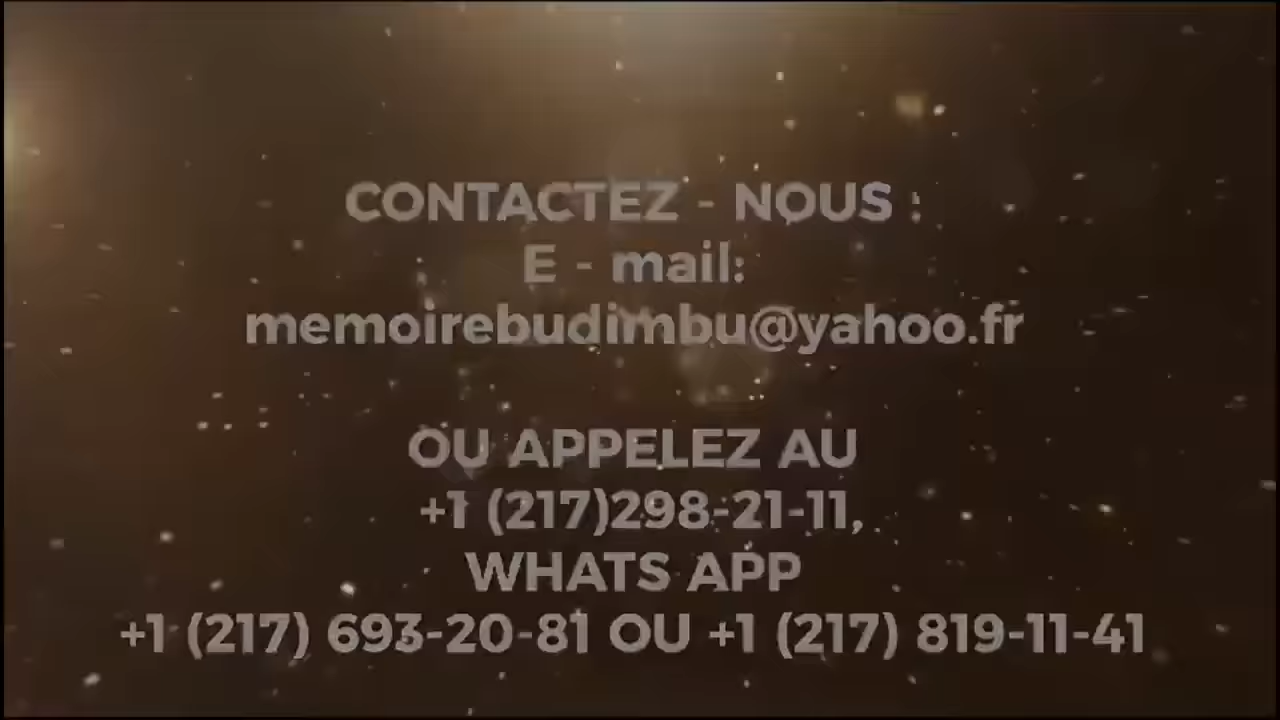 CONTACTEZ - NOUS :
E - mail:
memoirebudimbu@yahoo.fr
OU APPELEZ AU
+1 (217)298-21-11,
WHATS APP
+1 (217) 693-20-81 OU +1 (217) 819-11-41